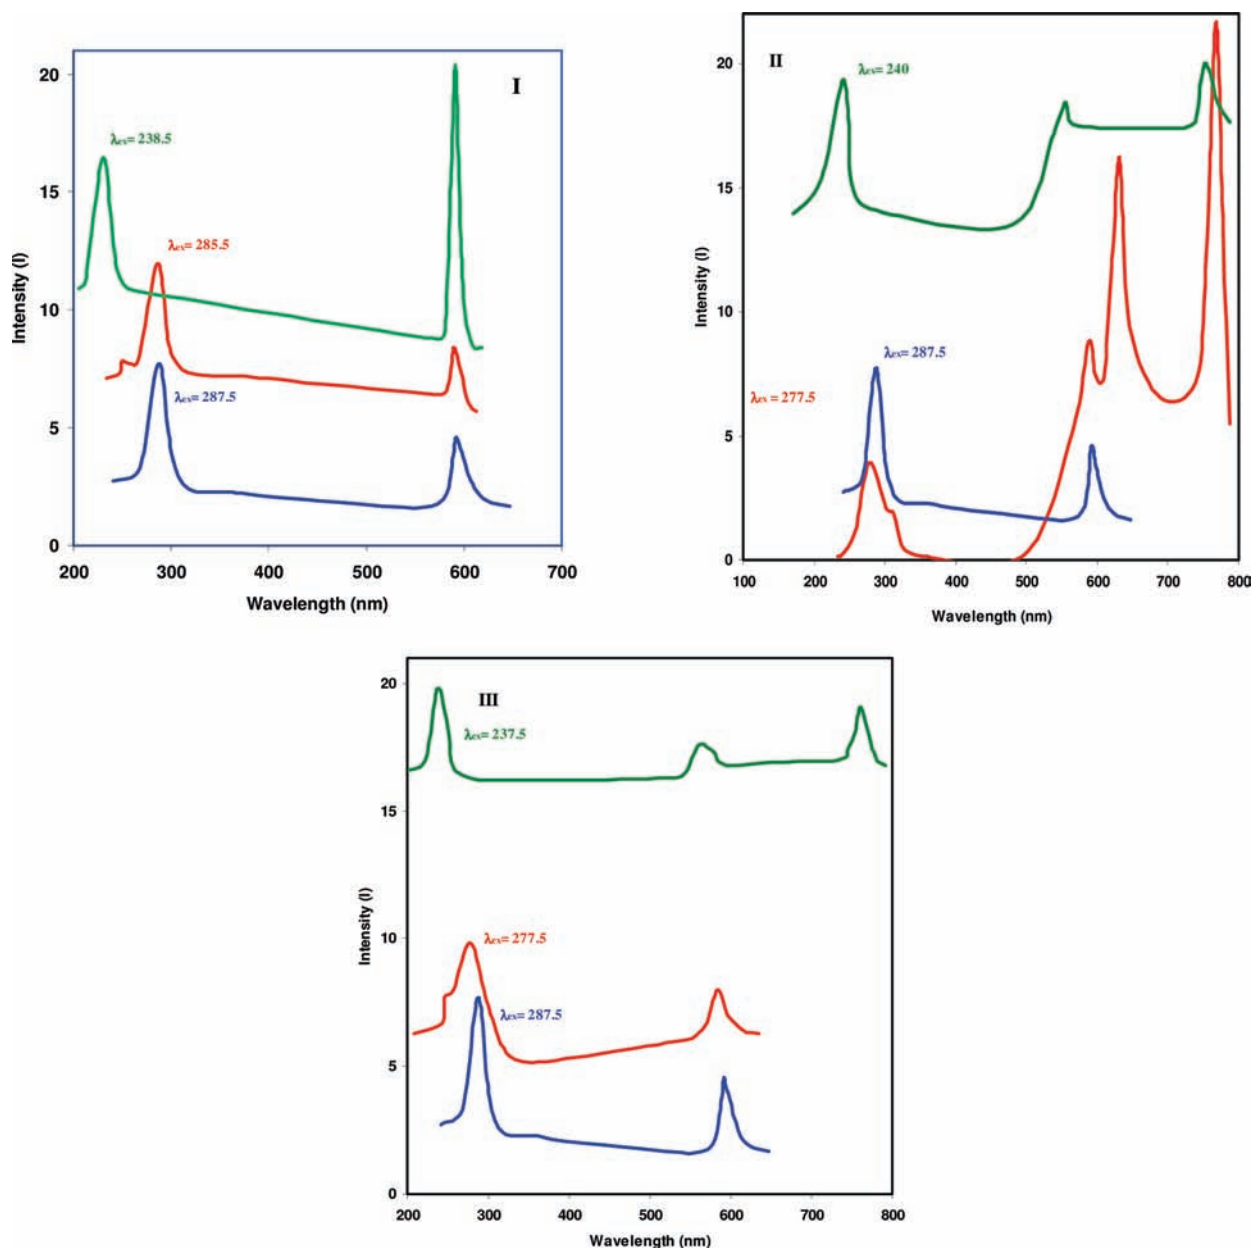 I
20
λex= 238.5
15
λex= 285.5
Intensity (I)
10
λex= 287.5
5
0
200 300 400 500 600 700
Wavelength (nm)
II
20
λex= 240
15
Intensity (I)
10
λex= 287.5
λex = 277.5
5
0
100 200 300 400 500 600 700 800
Wavelength (nm)
20
III
λex= 237.5
15
Intensity (I)
10
λex= 277.5
λex= 287.5
5
0
200 300 400 500 600 700 800
Wavelength (nm)